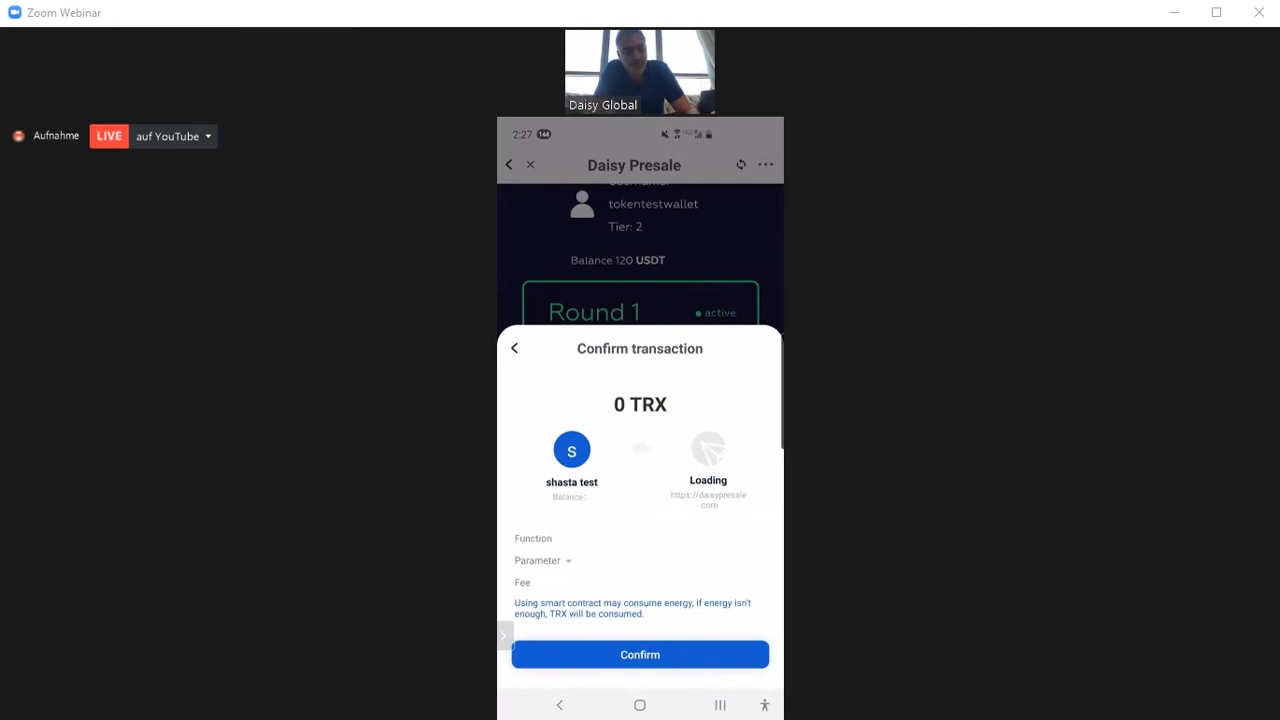 Zoom Webinar
Daisy Global
Aufnahme
LIVE
auf YouTube
2:27
144
Daisy Presale
Username:
tokentestwallet
Tier: 2
Balance 120 USDT
Round 1
active
Confirm transaction
0 TRX
s
shasta test
Balance:
Loading
https://daisypresale
com
Function
Parameter
Fee
Using smart contract may consume energy, if energy isn't
enough, TRX will be consumed.
Confirm